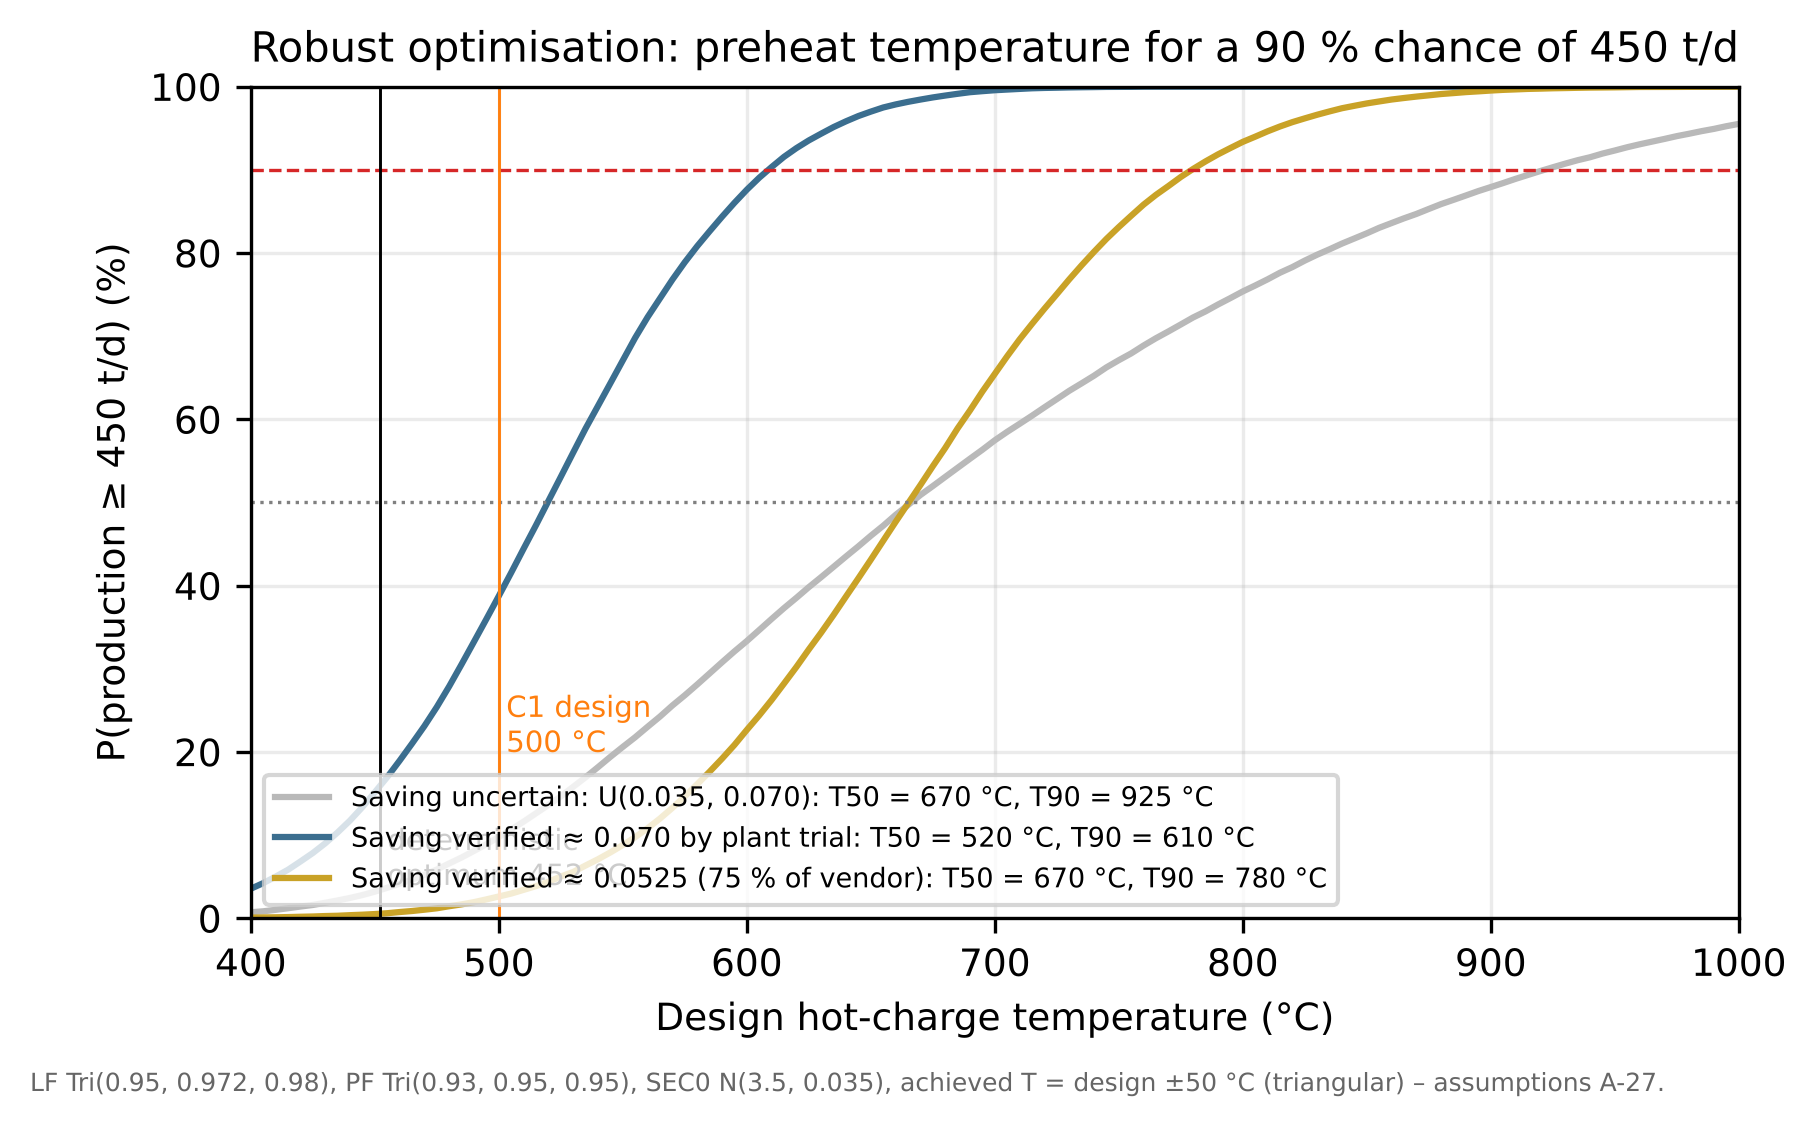 Robust optimisation: preheat temperature for a 90 % chance of 450 t/d
P(production ≥ 450 t/d) (%)
100
80
60
40
20
0
C1 design
500 °C
deterministic
optimum 452 °C
Saving uncertain: U(0.035, 0.070): T50 = 670 °C, T90 = 925 °C
Saving verified ≈ 0.070 by plant trial: T50 = 520 °C, T90 = 610 °C
Saving verified ≈ 0.0525 (75 % of vendor): T50 = 670 °C, T90 = 780 °C
400
500
600
700
800
900
1000
Design hot-charge temperature (°C)
LF Tri(0.95, 0.972, 0.98), PF Tri(0.93, 0.95, 0.95), SEC0 N(3.5, 0.035), achieved T = design ±50 °C (triangular) – assumptions A-27.